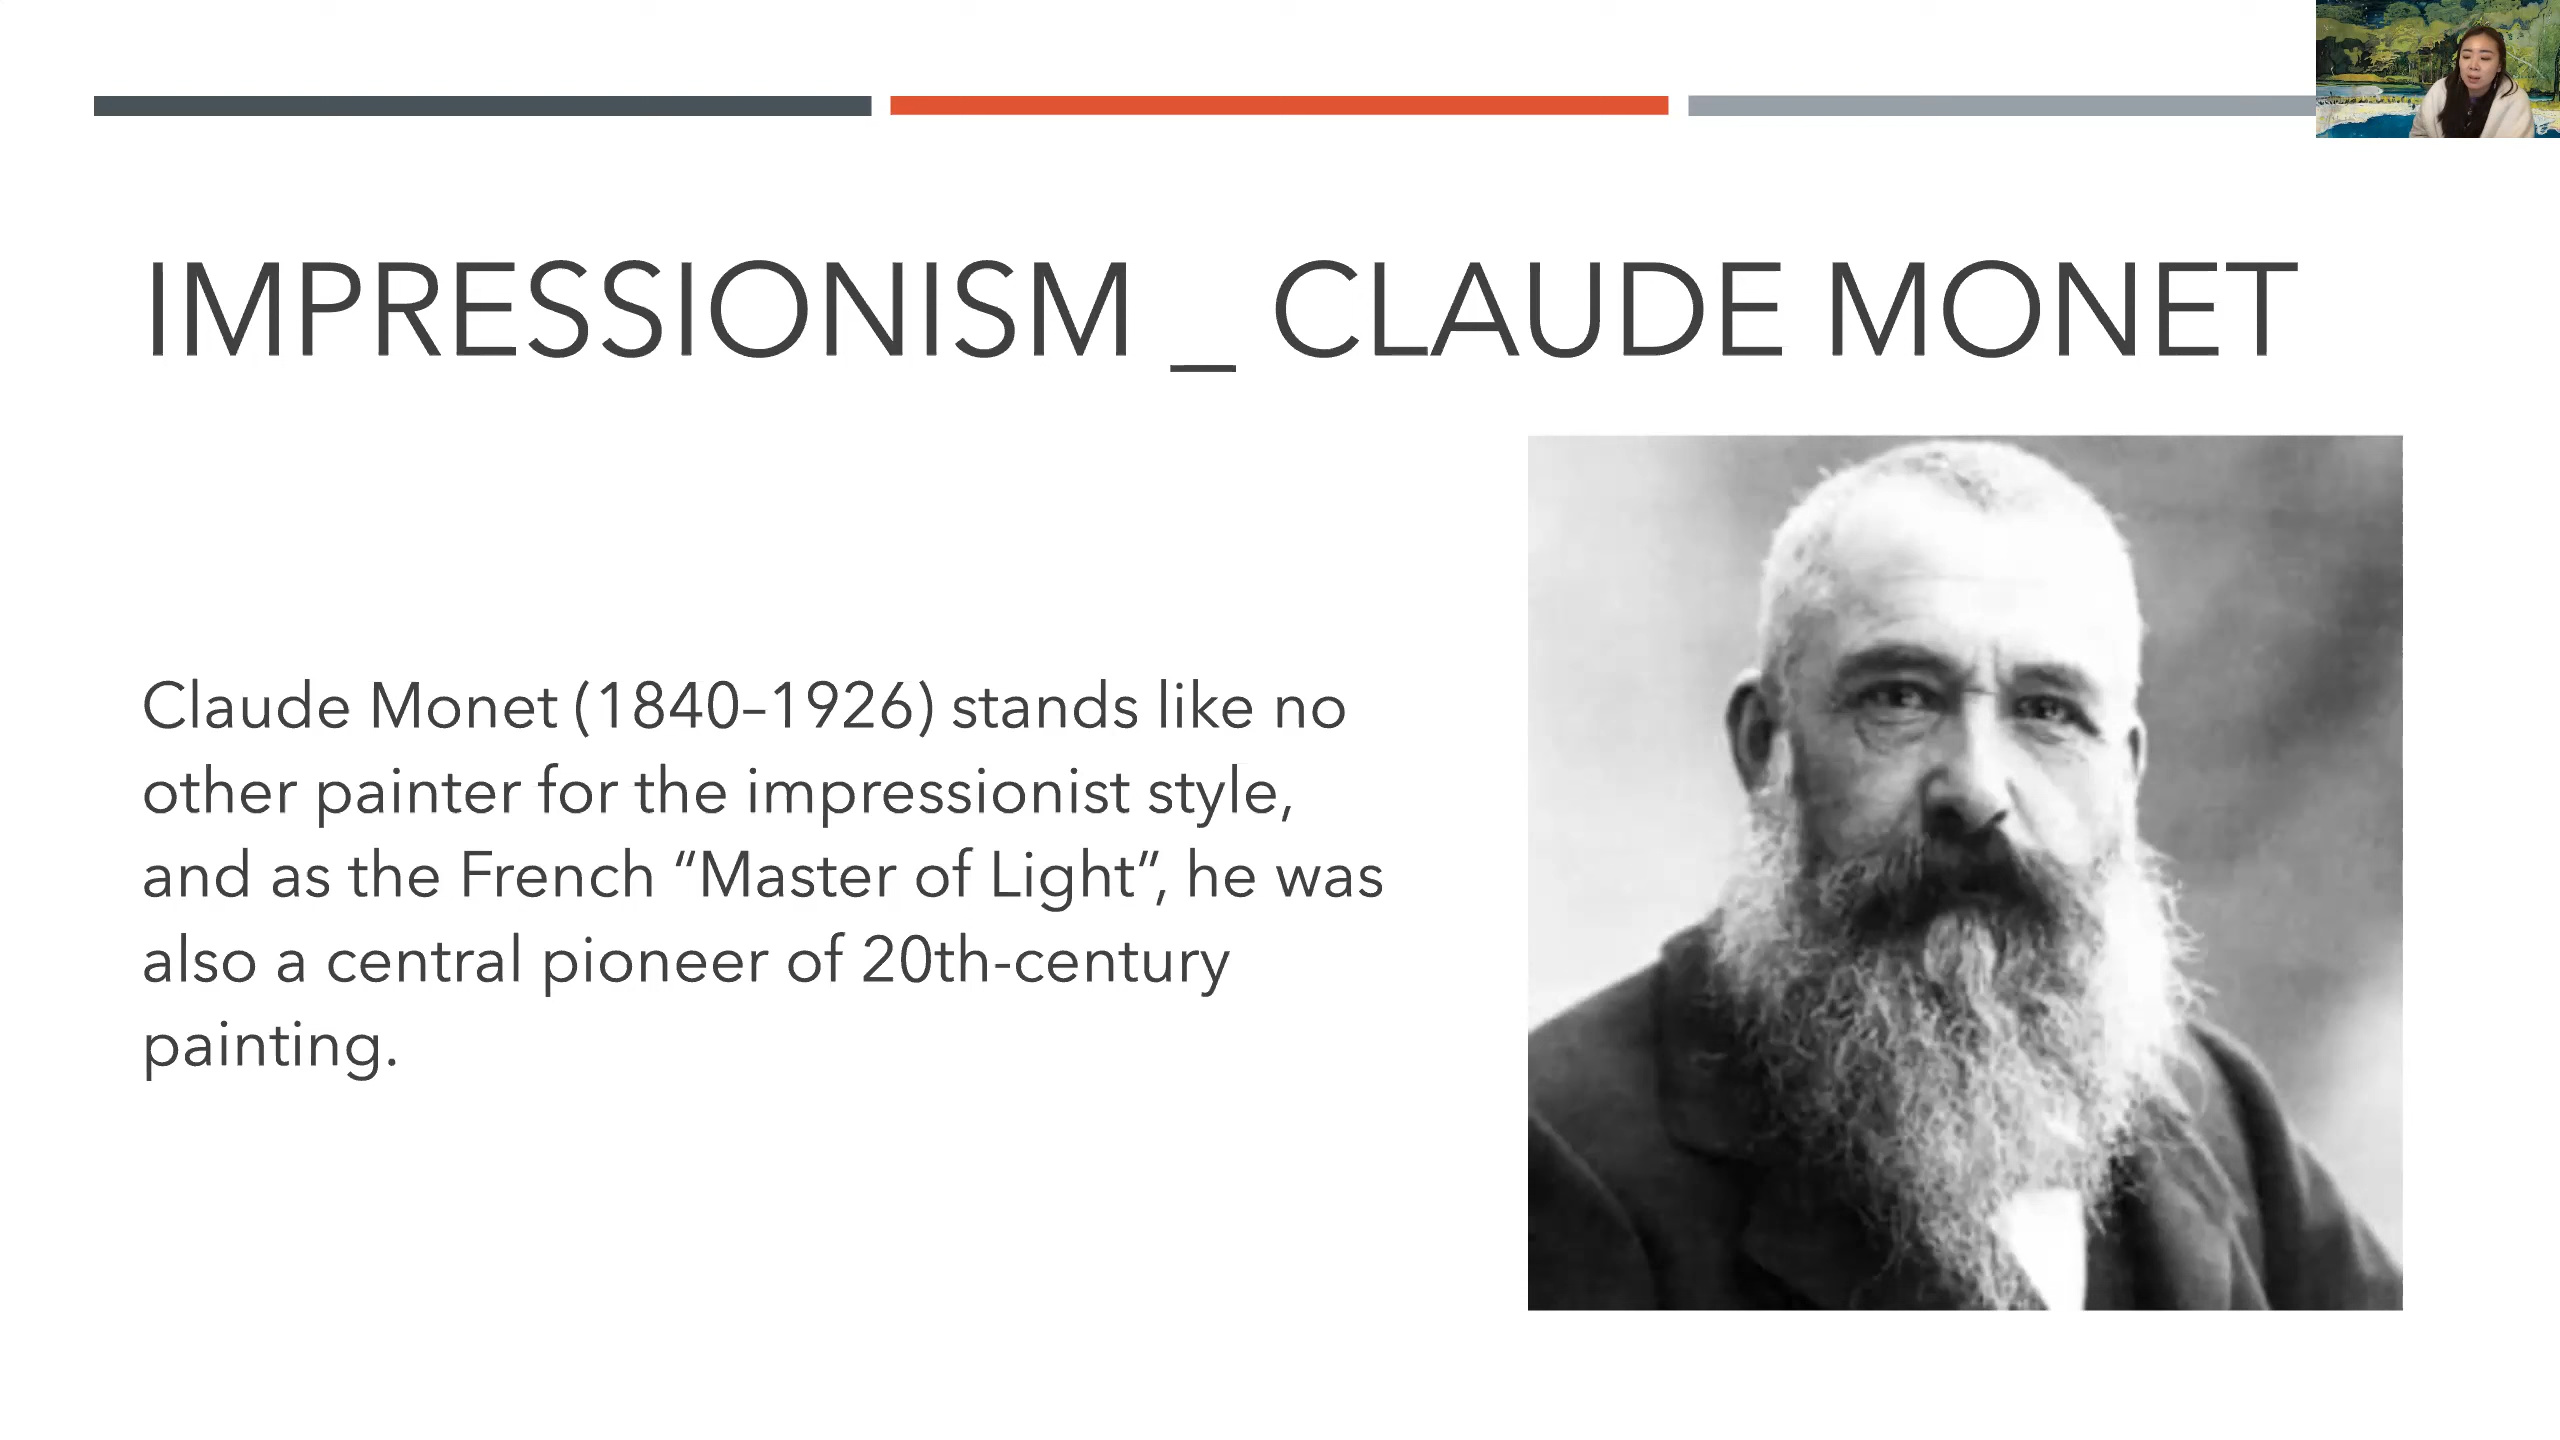 IMPRESSIONISM _ CLAUDE MONET
Claude Monet (1840–1926) stands like no
other painter for the impressionist style,
and as the French “Master of Light”, he was
also a central pioneer of 20th-century
painting.